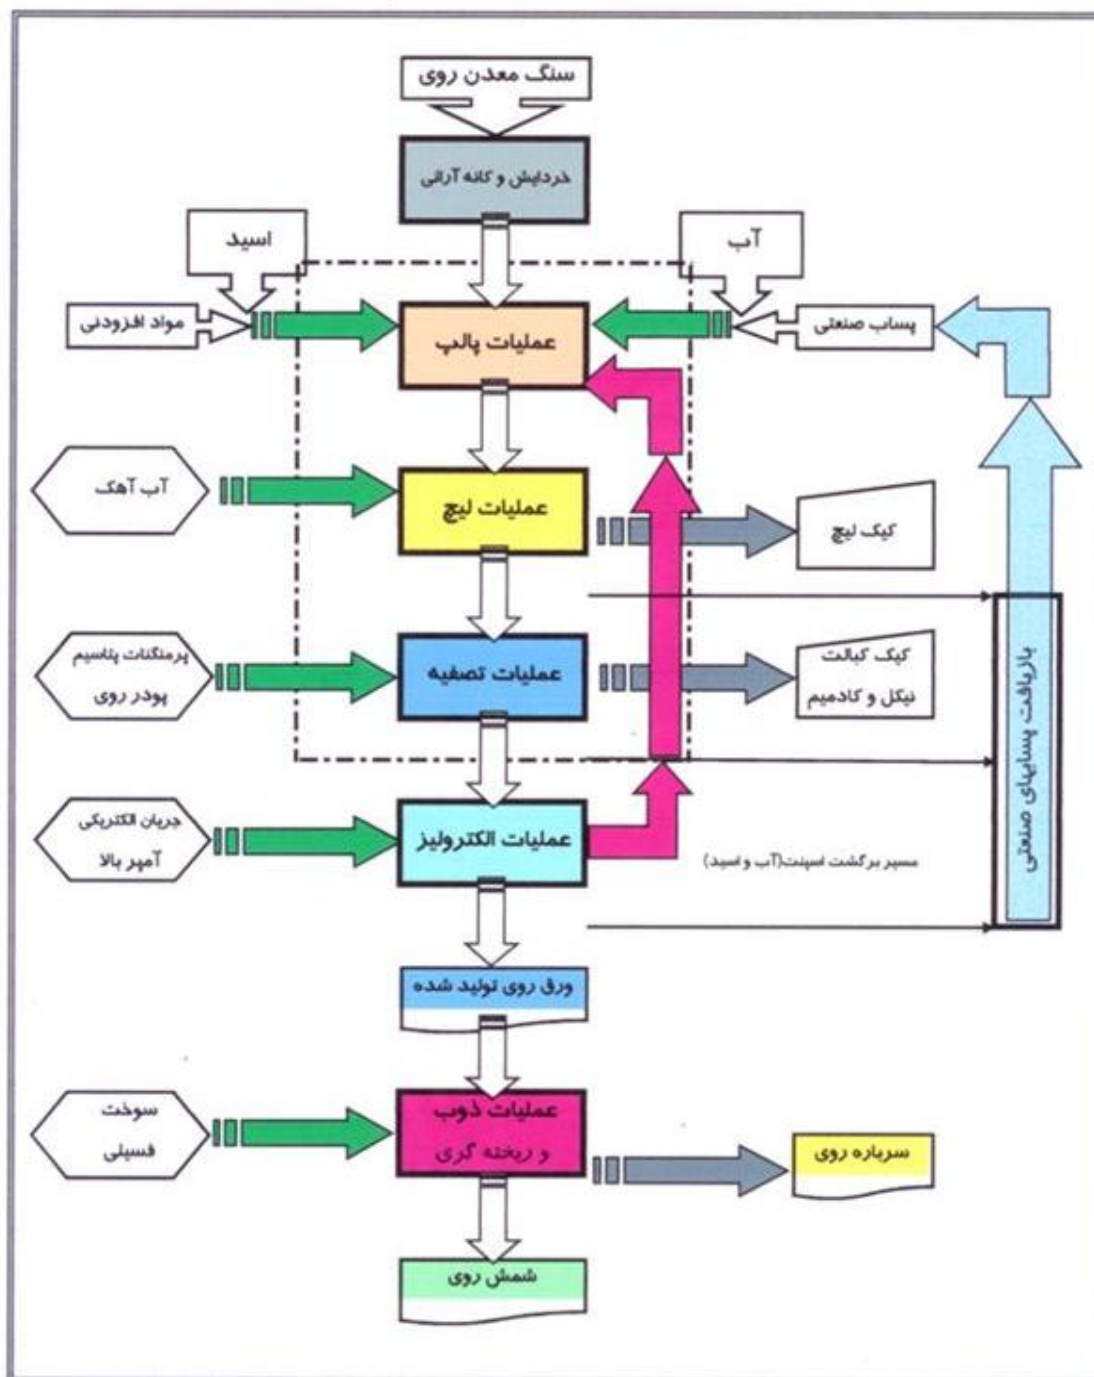 سنگ معدن روی
خردایش و کانه آرائی
اسید
آب
مواد افزودنی
عملیات پالپ
پساب صنعتی
آب آهک
عملیات لیچ
کیک لیچ
پرمنگنات پتاسیم
پودر روی
عملیات تصفیه
کیک کبالت
نیکل و کادمیم
بازیافت پسابهای صنعتی
جریان الکتریکی
آمپر بالا
عملیات الکترولیز
مسیر برگشت اسپنت(آب و اسید)
ورق روی تولید شده
سوخت
فسیلی
عملیات ذوب
و ریخته گری
سرباره روی
شمش روی